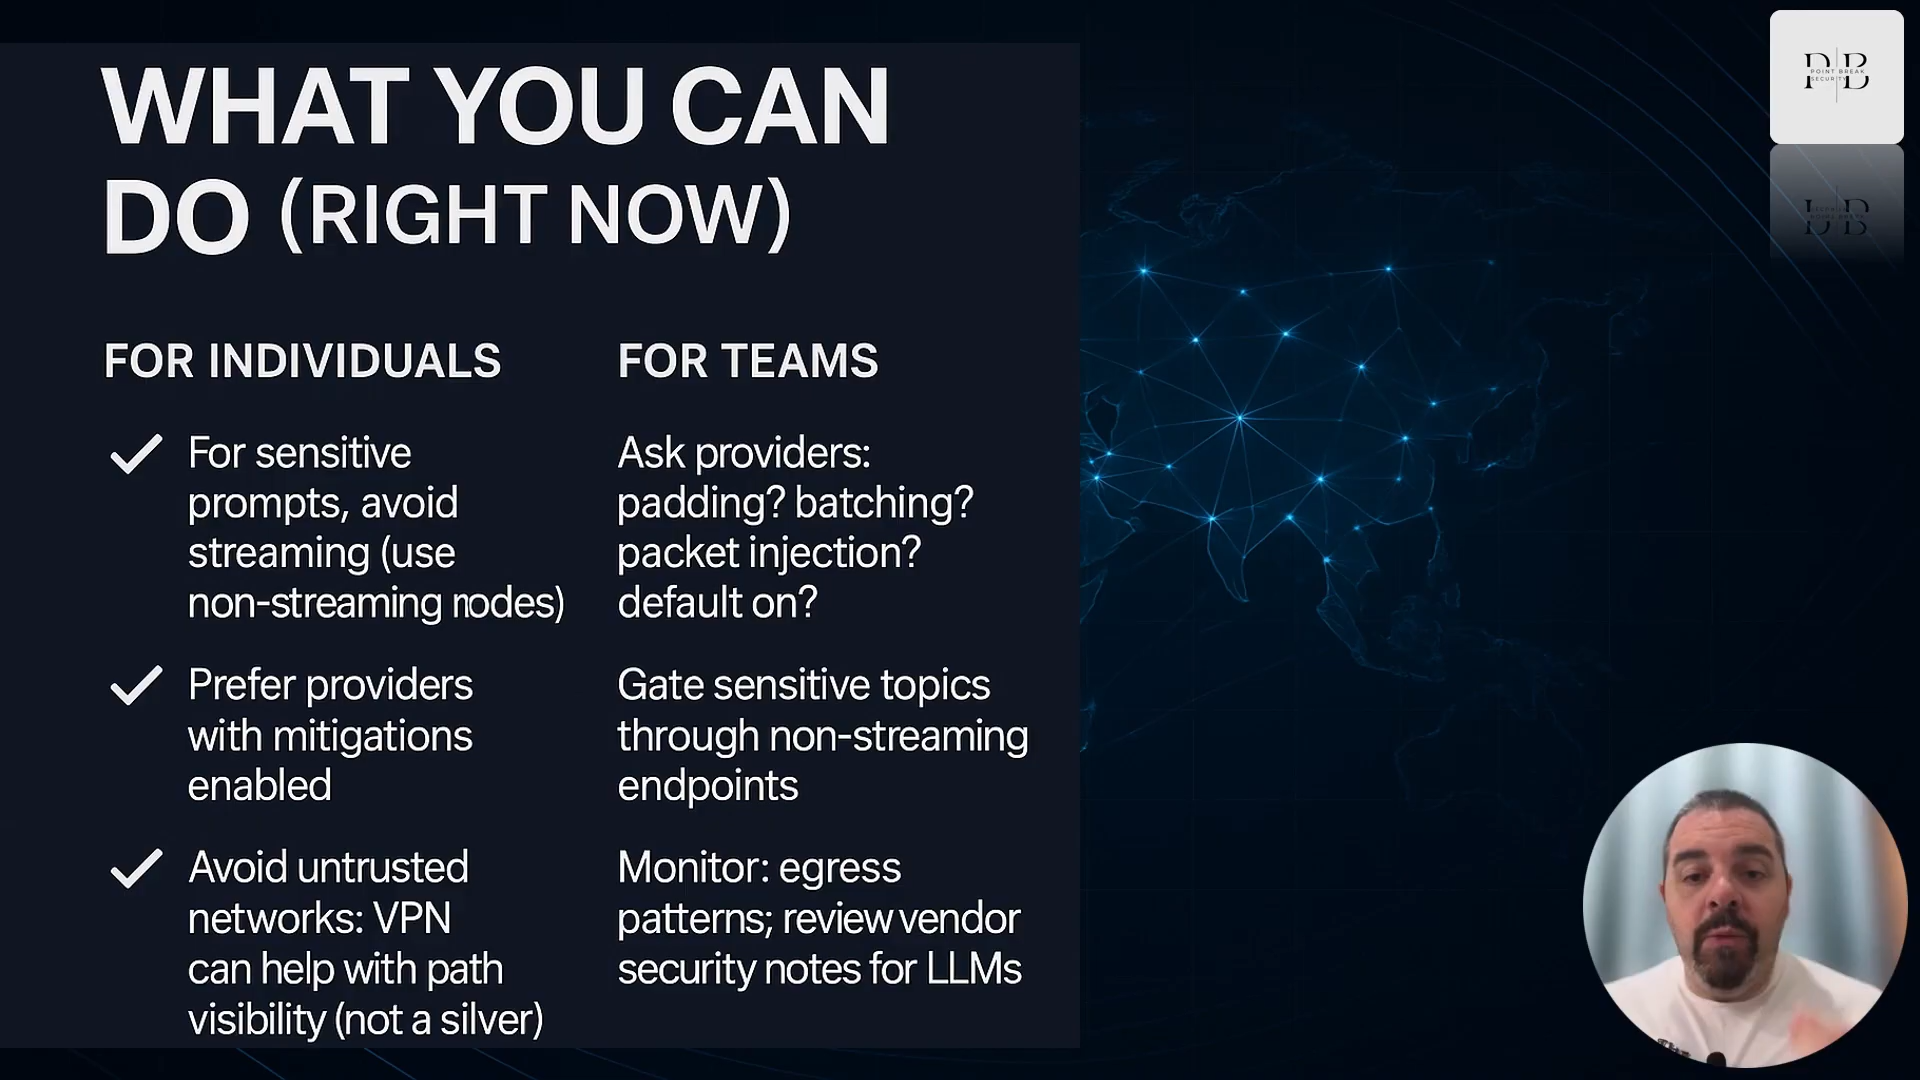 WHAT YOU CAN
DO (RIGHT NOW)
FOR INDIVIDUALS
For sensitive
prompts, avoid
streaming (use
non-streaming nodes)
Prefer providers
with mitigations
enabled
Avoid untrusted
networks: VPN
can help with path
visibility (not a silver)
FOR TEAMS
Ask providers:
padding? batching?
packet injection?
default on?
Gate sensitive topics
through non-streaming
endpoints
Monitor: egress
patterns; review vendor
security notes for LLMs
P B
POINT BREAK
SECURITY